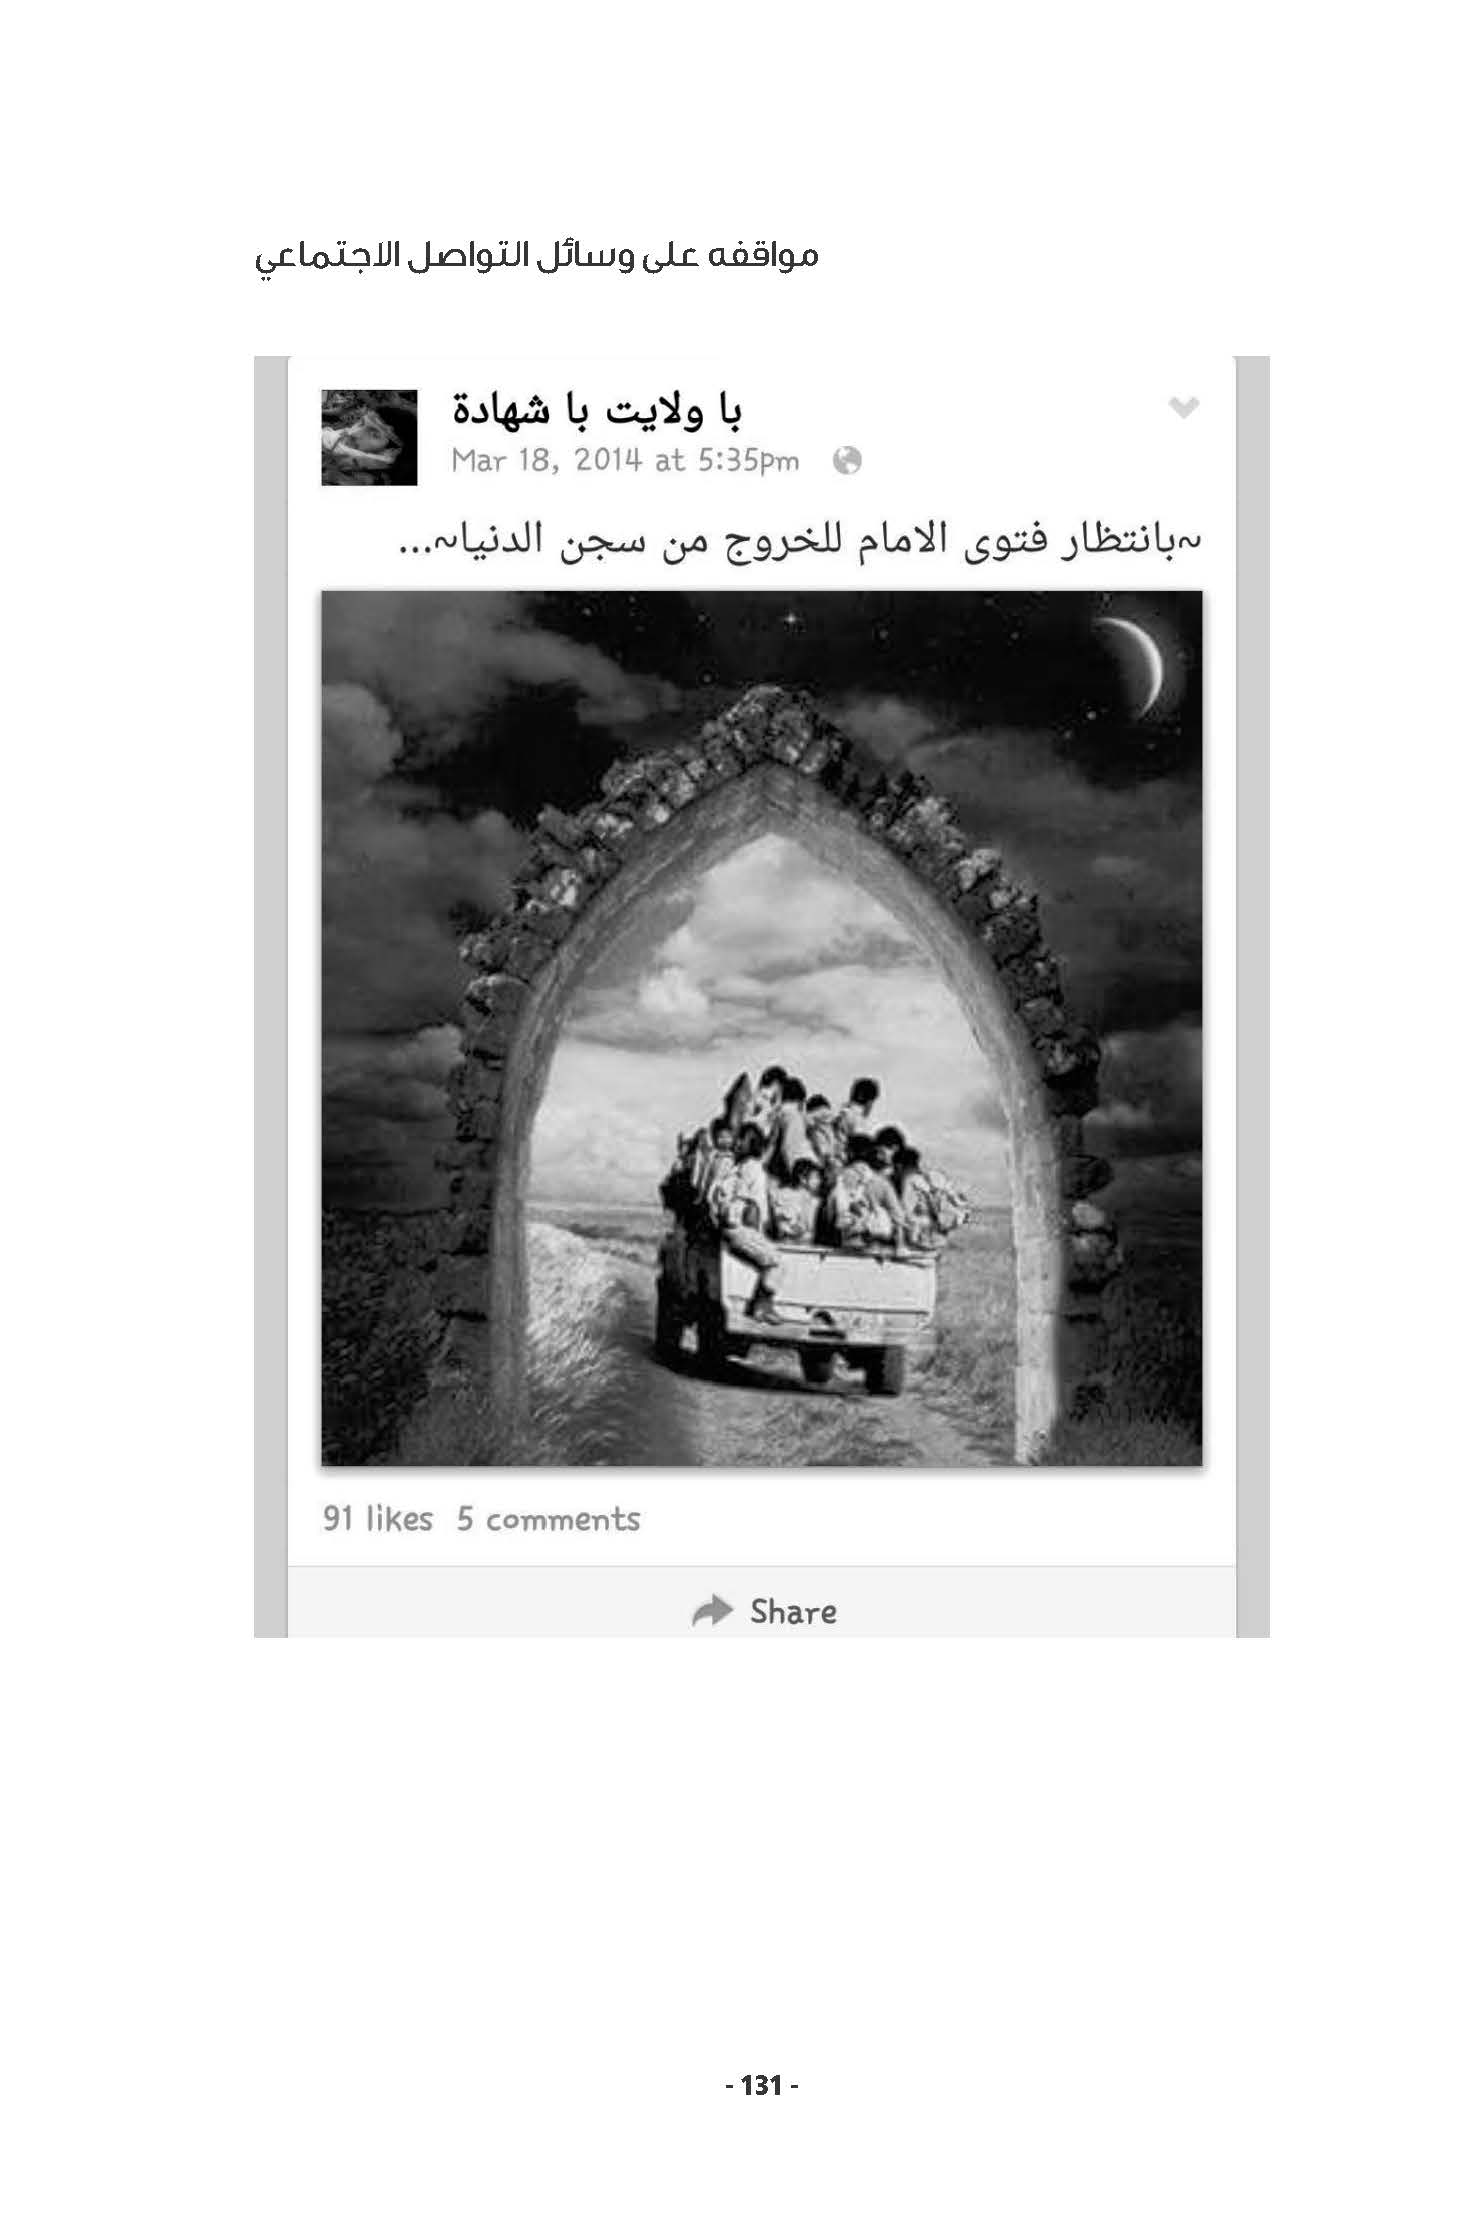 مواقفه على وسائل التواصل الاجتماعي
با ولايت با شهادة
Mar 18, 2014 at 5:35pm
~بانتظار فتوى الامام للخروج من سجن الدنيا~...
91 likes 5 comments
Share
- 131 -